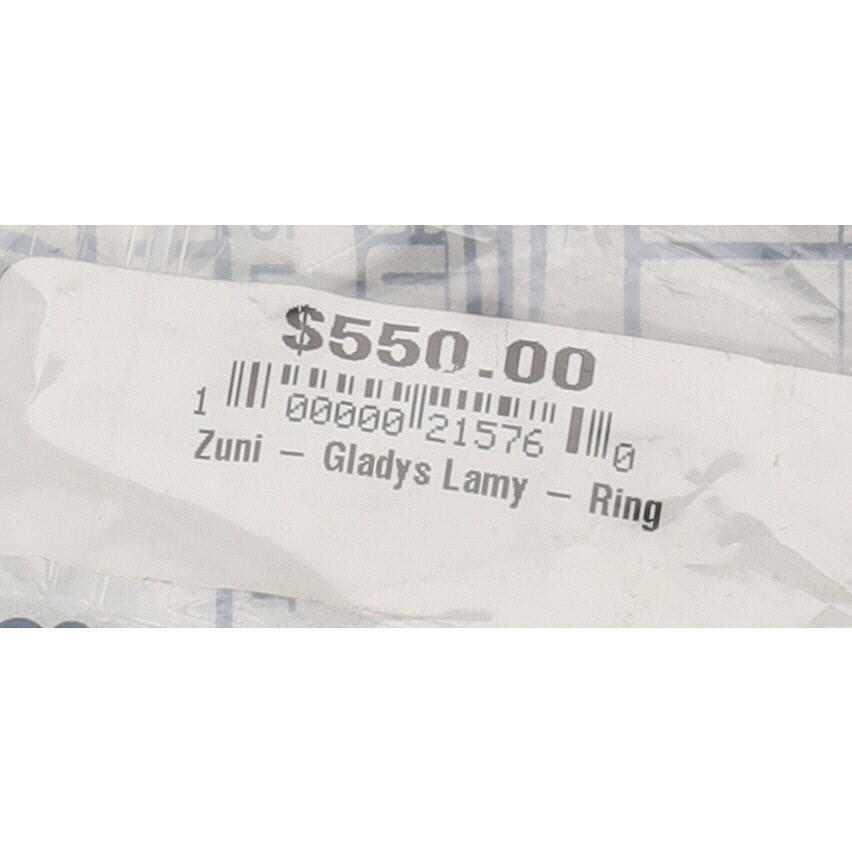 $550.00
1 00000 21576 0
Zuni – Gladys Lamy – Ring